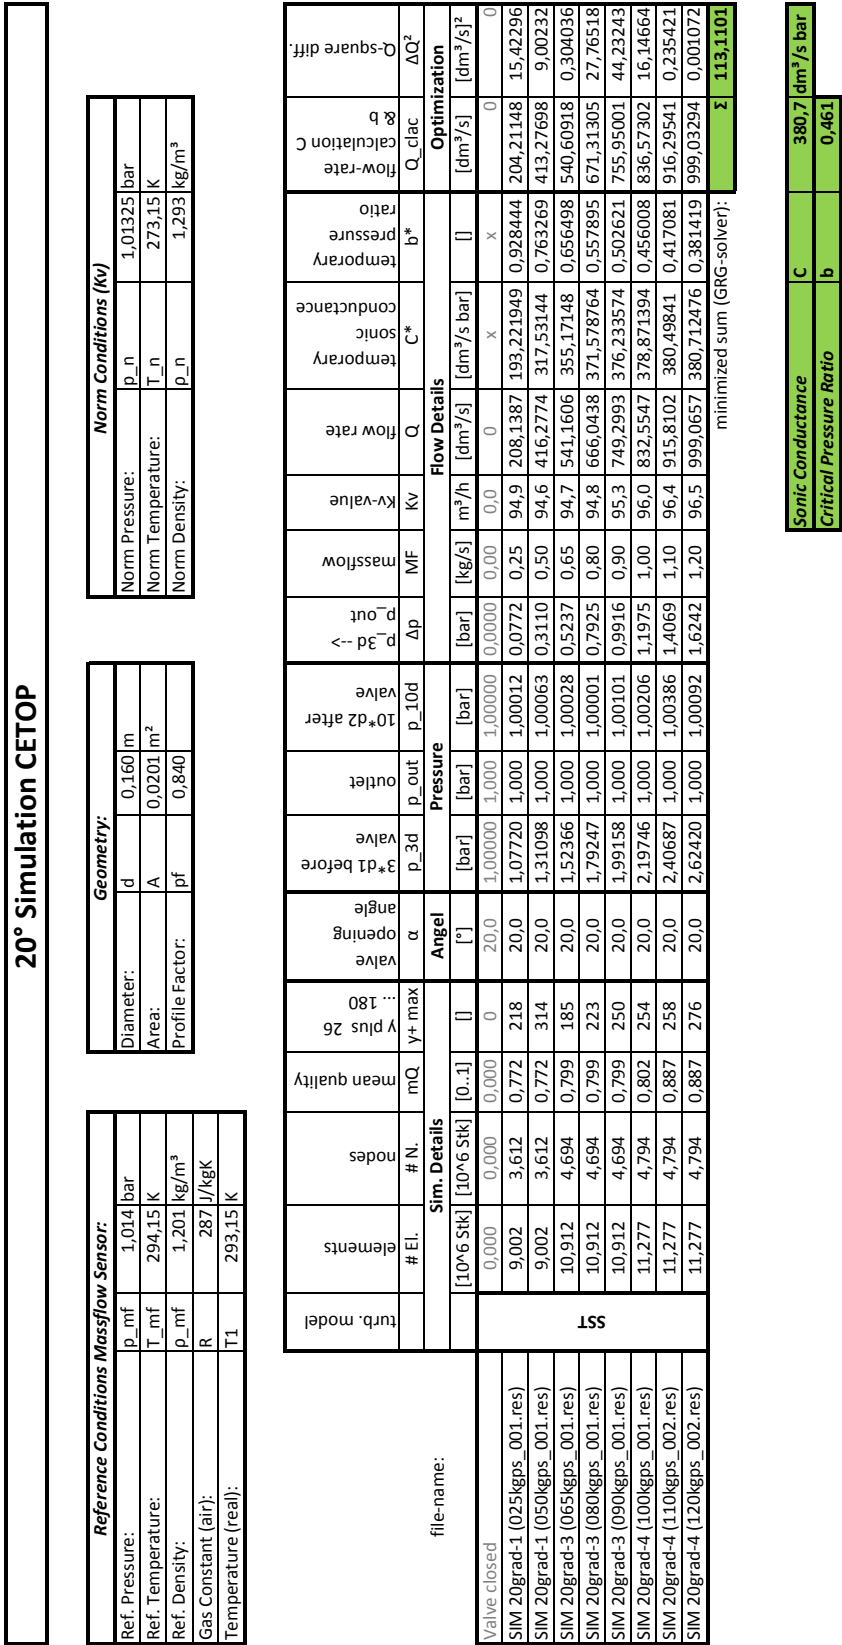 20° Simulation CETOP
Reference Conditions Massflow Sensor:
Ref. Pressure: p_mf 1,014 bar
Ref. Temperature: T_mf 294,15 K
Ref. Density: ρ_mf 1,201 kg/m³
Gas Constant (air): R 287 J/kgK
Temperature (real): T1 293,15 K
Geometry:
Diameter: d 0,160 m
Area: A 0,0201 m²
Profile Factor: pf 0,840
Norm Conditions (Kv)
Norm Pressure: p_n 1,01325 bar
Norm Temperature: T_n 273,15 K
Norm Density: ρ_n 1,293 kg/m³
file-name:
turb. model
elements
nodes
mean quality
y plus 26
... 180
valve
opening
angle
3*d1 before
valve
outlet
10*d2 after
valve
p_3d -->
p_out
massflow
Kv-value
flow rate
temporary
sonic
conductance
temporary
pressure
ratio
flow-rate
calculation C
& b
Q-square diff.
# El. # N. mQ y+ max α p_3d p_out p_10d Δp MF Kv Q C* b* Q_clac ΔQ²
Sim. Details Angel Pressure Flow Details Optimization
[10^6 Stk] [10^6 Stk] [0..1] [] [°] [bar] [bar] [bar] [bar] [kg/s] m³/h [dm³/s] [dm³/s bar] [] [dm³/s] [dm³/s]²
Valve closed 0,000 0,000 0,000 0 20,0 1,00000 1,000 1,00000 0,0000 0,00 0,0 0 x x 0 0
SST
SIM 20grad-1 (025kgps_001.res) 9,002 3,612 0,772 218 20,0 1,07720 1,000 1,00012 0,0772 0,25 94,9 208,1387 193,221949 0,928444 204,21148 15,42296
SIM 20grad-1 (050kgps_001.res) 9,002 3,612 0,772 314 20,0 1,31098 1,000 1,00063 0,3110 0,50 94,6 416,2774 317,53144 0,763269 413,27698 9,00232
SIM 20grad-3 (065kgps_001.res) 10,912 4,694 0,799 185 20,0 1,52366 1,000 1,00028 0,5237 0,65 94,7 541,1606 355,17148 0,656498 540,60918 0,304036
SIM 20grad-3 (080kgps_001.res) 10,912 4,694 0,799 223 20,0 1,79247 1,000 1,00001 0,7925 0,80 94,8 666,0438 371,578764 0,557895 671,31305 27,76518
SIM 20grad-3 (090kgps_001.res) 10,912 4,694 0,799 250 20,0 1,99158 1,000 1,00101 0,9916 0,90 95,3 749,2993 376,233574 0,502621 755,95001 44,23243
SIM 20grad-4 (100kgps_001.res) 11,277 4,794 0,802 254 20,0 2,19746 1,000 1,00206 1,1975 1,00 96,0 832,5547 378,871394 0,456008 836,57302 16,14664
SIM 20grad-4 (110kgps_002.res) 11,277 4,794 0,887 258 20,0 2,40687 1,000 1,00386 1,4069 1,10 96,4 915,8102 380,49841 0,417081 916,29541 0,235421
SIM 20grad-4 (120kgps_002.res) 11,277 4,794 0,887 276 20,0 2,62420 1,000 1,00092 1,6242 1,20 96,5 999,0657 380,712476 0,381419 999,03294 0,001072
minimized sum (GRG-solver): Σ 113,1101
Sonic Conductance C 380,7 dm³/s bar
Critical Pressure Ratio b 0,461